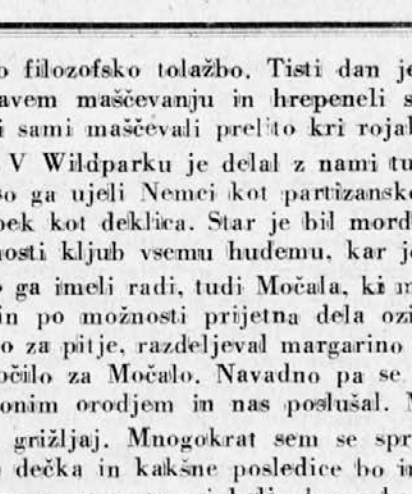 o filozofsko tolažbo. Tisti dan je
avem maščevanju in hrepeneli s
i sami maščevali prelito kri rojak
V Wildparku je delal z nami tu
so ga ujeli Nemci kot partizansk
bek kot deklica. Star je bil mord
nosti kljub vsemu hudemu, kar je
o ga imeli radi, tudi Močala, ki m
in po možnosti prijetna dela ozi
o za pitje, razdeljeval margarino
očilo za Močalo. Navadno pa se
onim orodjem in nas poslušal.
grižljaj. Mnogokrat sem se spr
dečka in kakšne posledice bo i